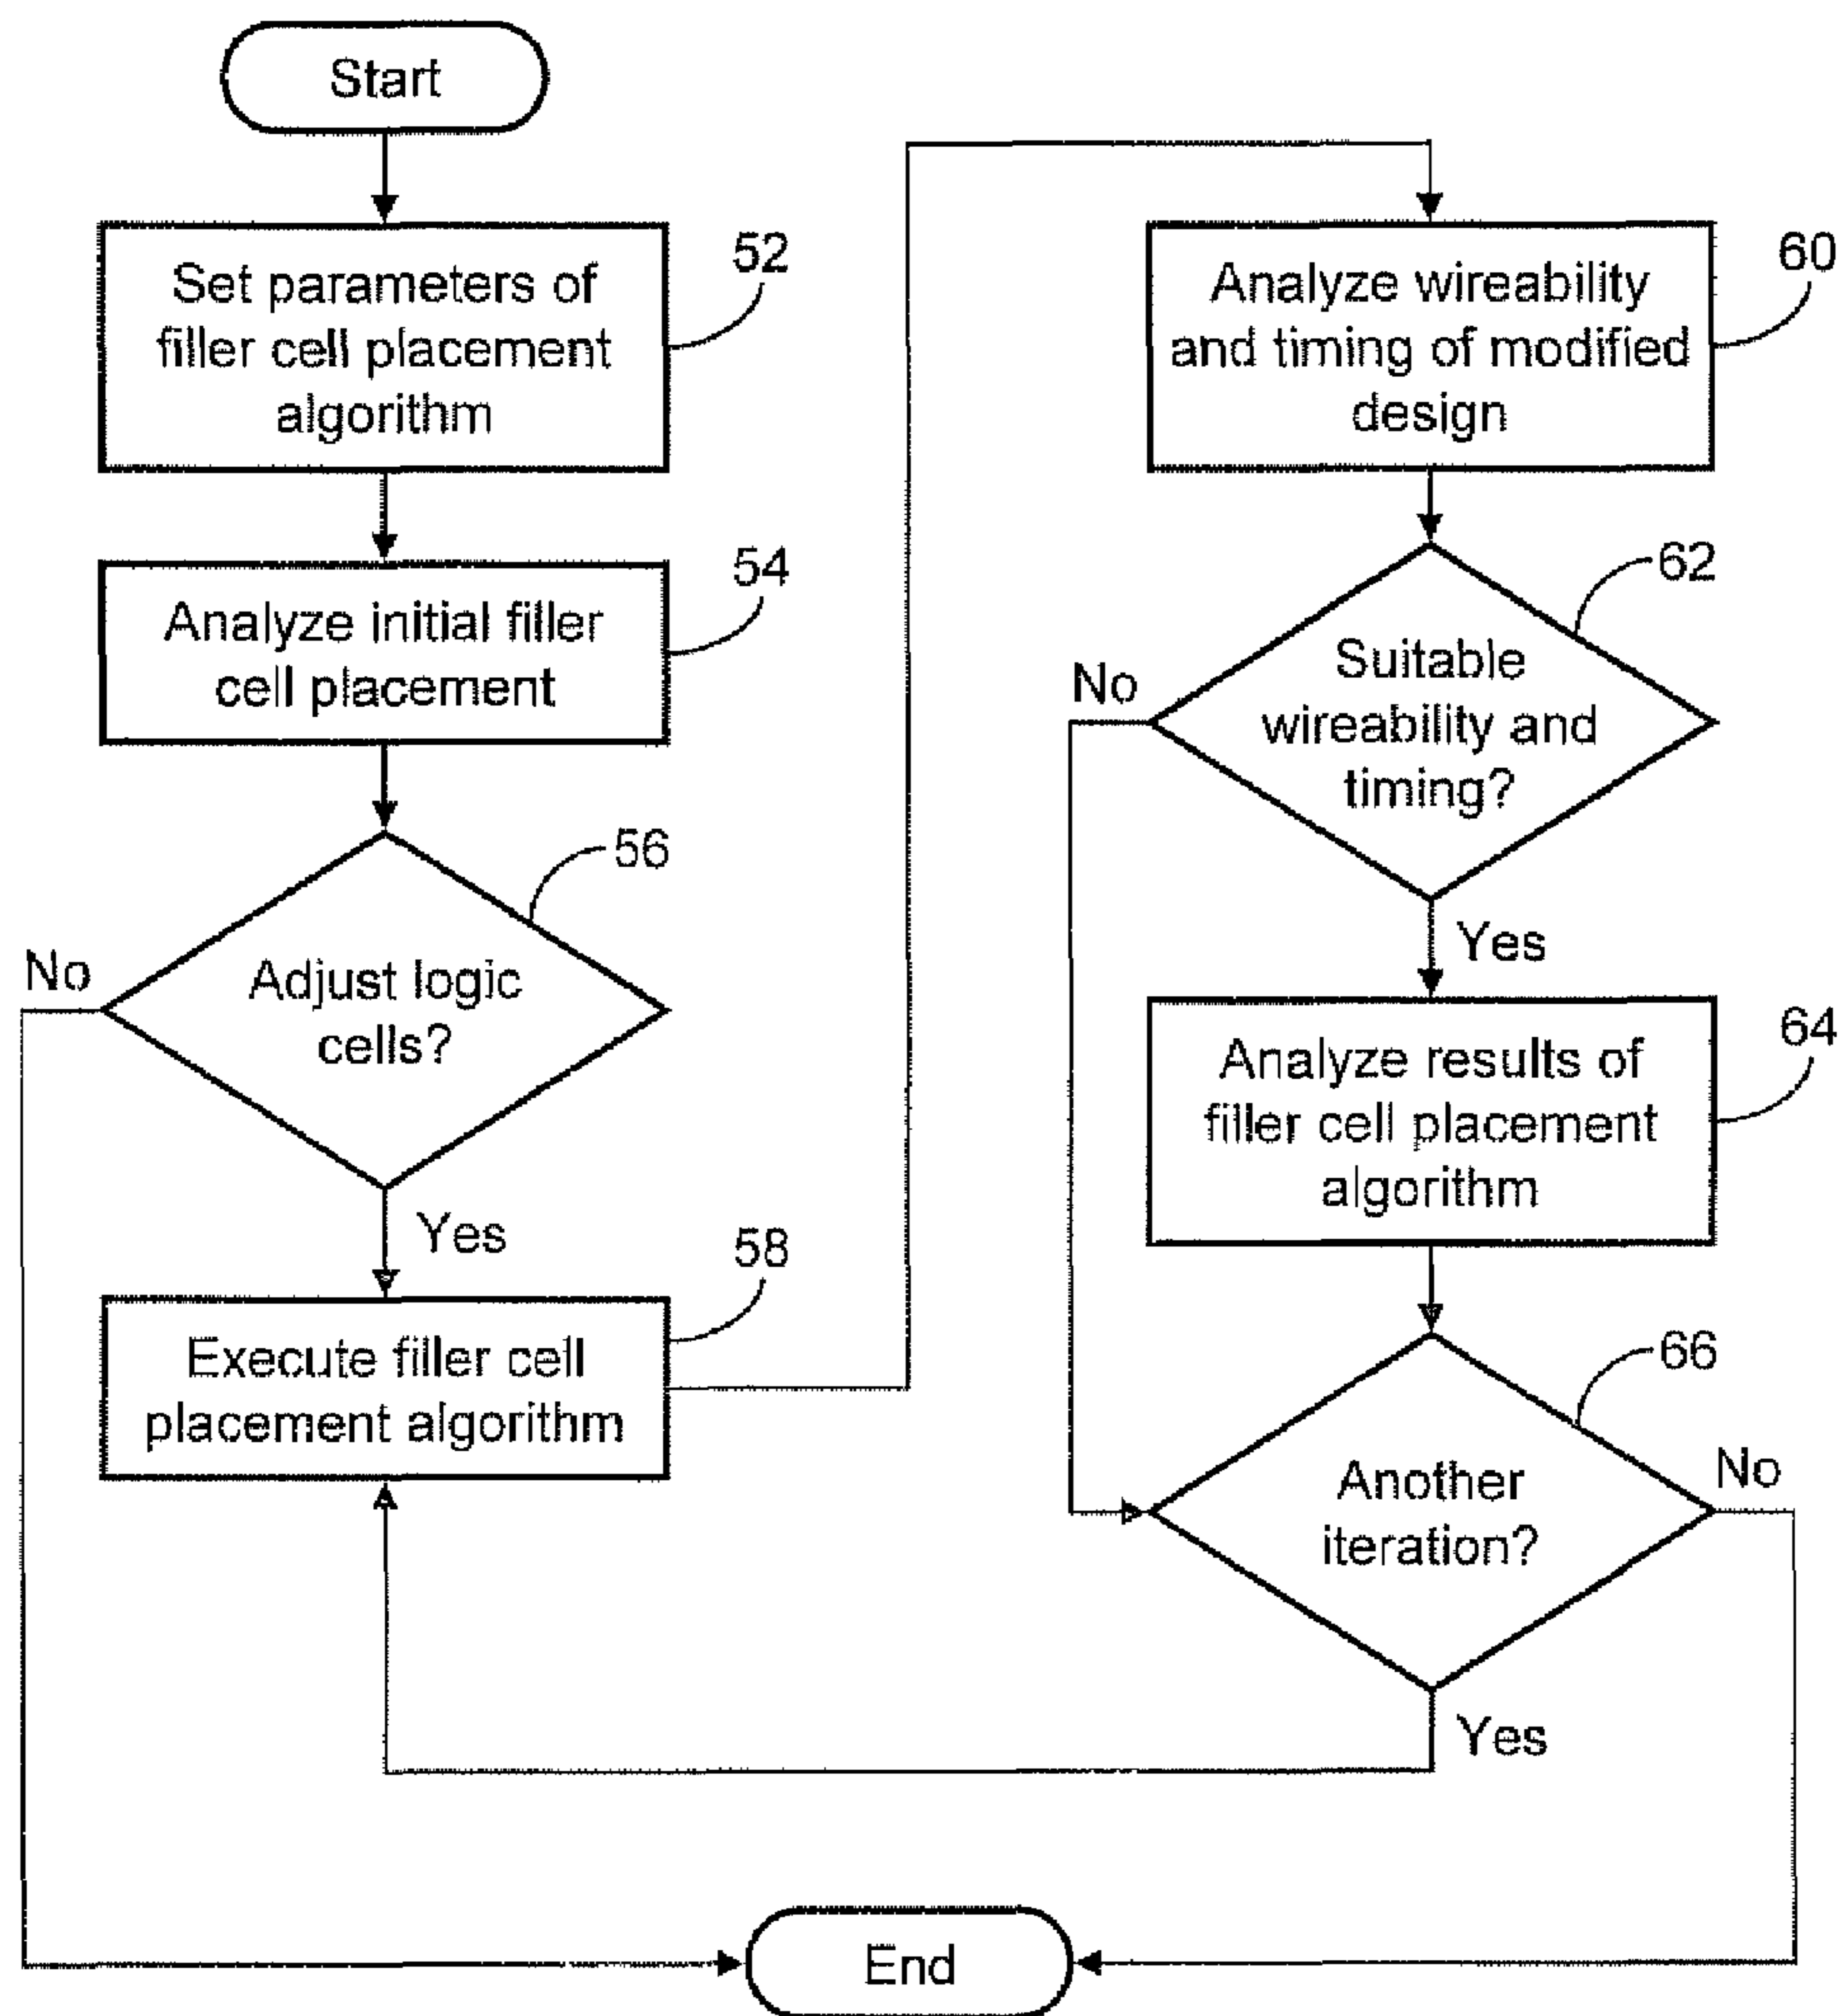 Start
Set parameters of
filler cell placement
algorithm
52
Analyze initial filler
cell placement
54
Adjust logic
cells?
56
No
Yes
Execute filler cell
placement algorithm
58
Analyze wireability
and timing of modified
design
60
Suitable
wireability and
timing?
62
No
Yes
Analyze results of
filler cell placement
algorithm
64
Another
iteration?
66
No
Yes
End